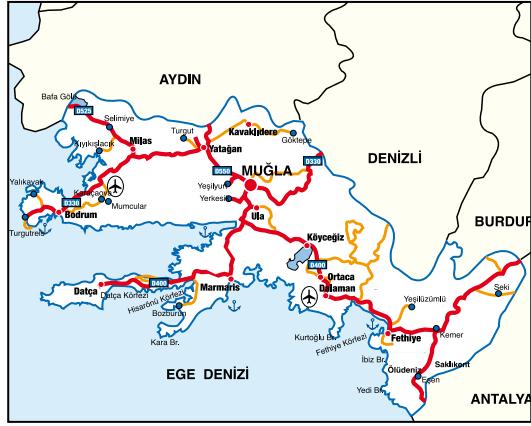 AYDIN
Bafa Gölü
D525
Selimiye
Turgut
Kavaklıdere
Göktepe
Milas
Yatağan
Kıyıkışlacık
DENİZLİ
D550
D330
MUĞLA
Yeşilyurt
Yerkesik
Yalıkavak
Karaçaova
Mumcular
D330
Bodrum
Turgutreis
Ula
BURDUR
Köyceğiz
D400
Ortaca
Dalaman
Marmaris
D400
Datça
Datça Körfezi
Hisarönü Körfezi
Bozburun
Kara Br.
Yeşilüzümlü
Seki
Kurtoğlu Br.
Fethiye Körfezi
Fethiye
Kemer
İbiz Br.
Saklıkent
Ölüdeniz
Eşen
Yedi Br.
EGE DENİZİ
ANTALYA